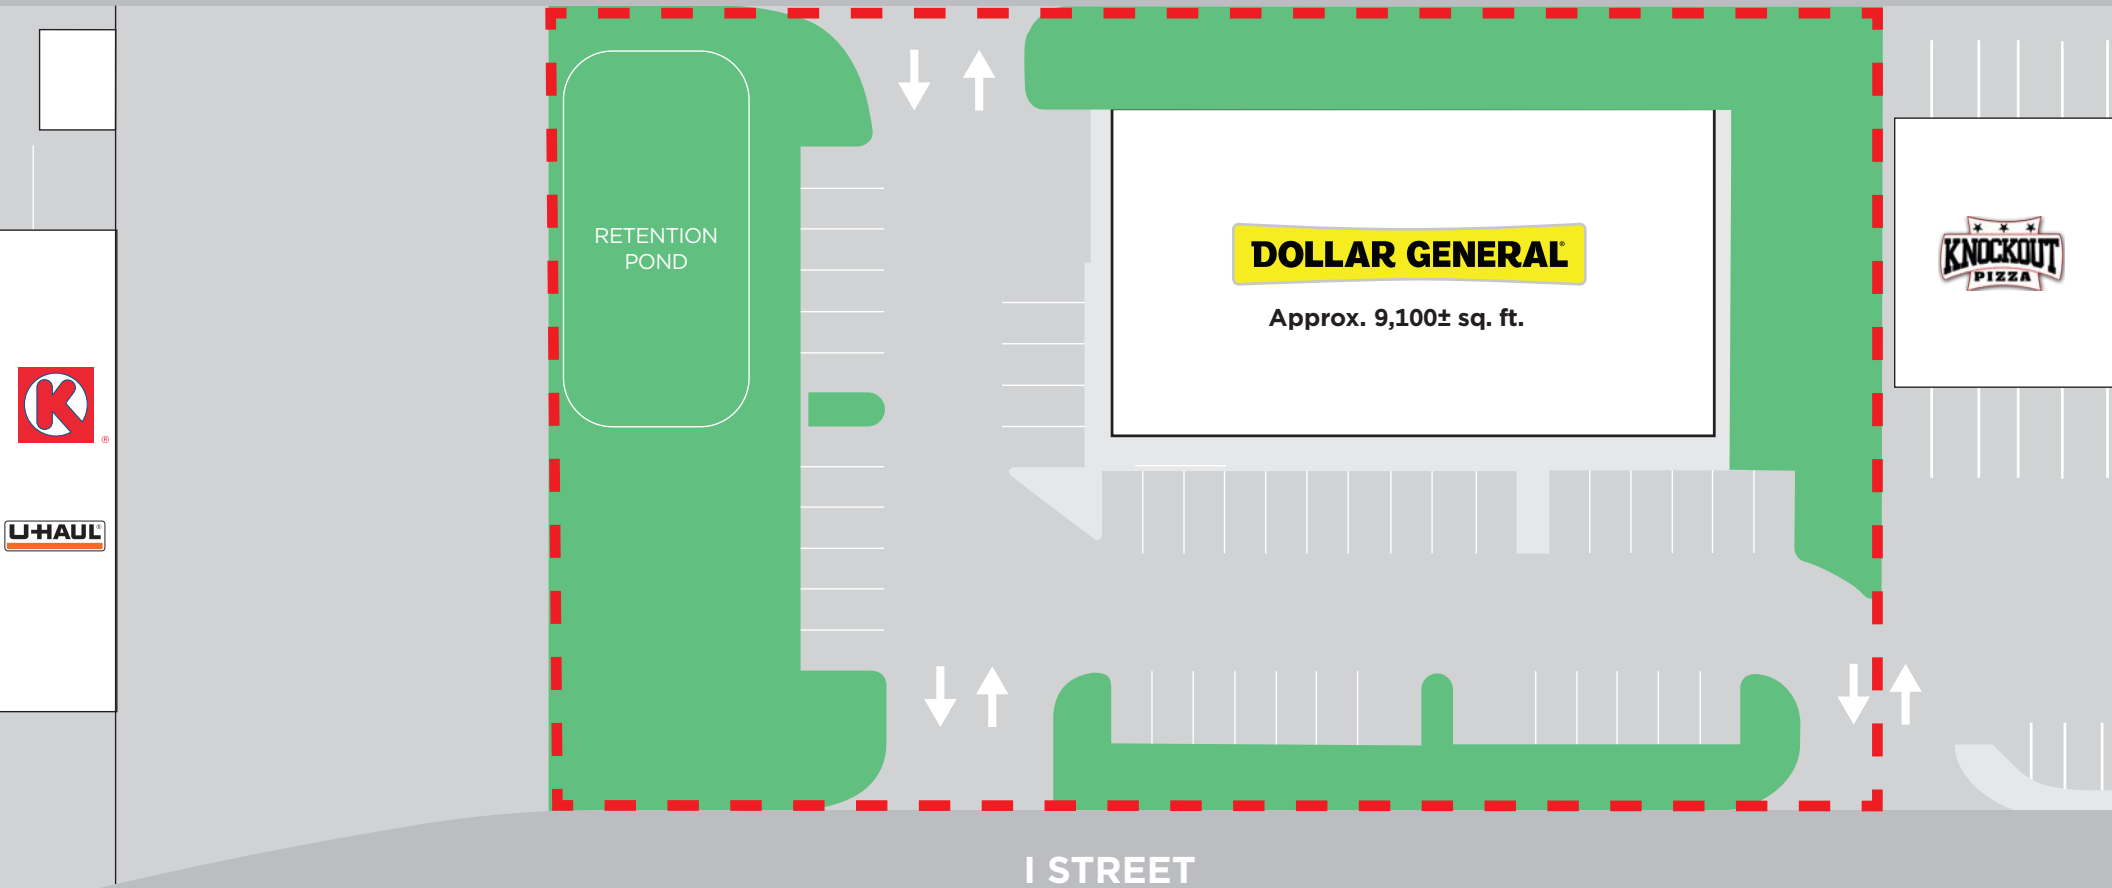 RETENTION
POND
DOLLAR GENERAL®
Approx. 9,100± sq. ft.
KNOCKOUT
PIZZA
K
®
U-HAUL®
I STREET